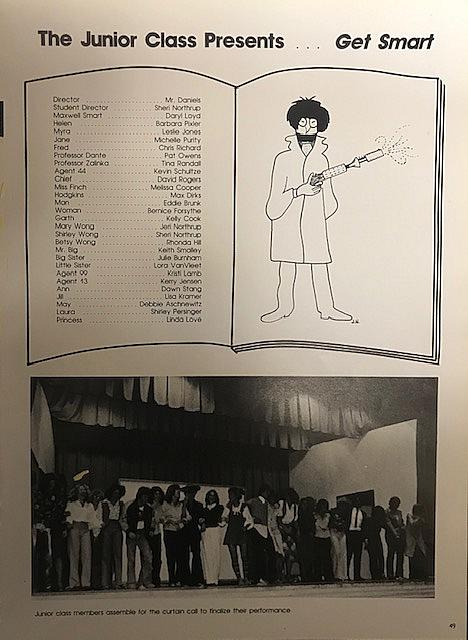 The Junior Class Presents . . . Get Smart
Director Mr. Daniels
Student Director Sheri Northrup
Maxwell Smart Daryl Loyd
Helen Barbara Pixler
Myra Leslie Jones
Jane Michelle Purity
Fred Chris Richard
Professor Dante Pat Owens
Professor Zalinka Tina Randall
Agent 44 Kevin Schultze
Chief David Rogers
Miss Finch Melissa Cooper
Hodgkins Max Dirks
Man Eddie Brunk
Woman Bernice Forsythe
Garth Kelly Cook
Mary Wong Jeri Northrup
Shirley Wong Sheri Northrup
Betsy Wong Rhonda Hill
Mr. Big Keith Smalley
Big Sister Julie Burnham
Little Sister Lora VanVleet
Agent 99 Kristi Lamb
Agent 13 Kerry Jensen
Ann Dawn Stang
Jill Lisa Kramer
May Debbie Aschnewitz
Laura Shirley Persinger
Princess Linda Love
Junior class members assemble for the curtain call to finalize their performance
49